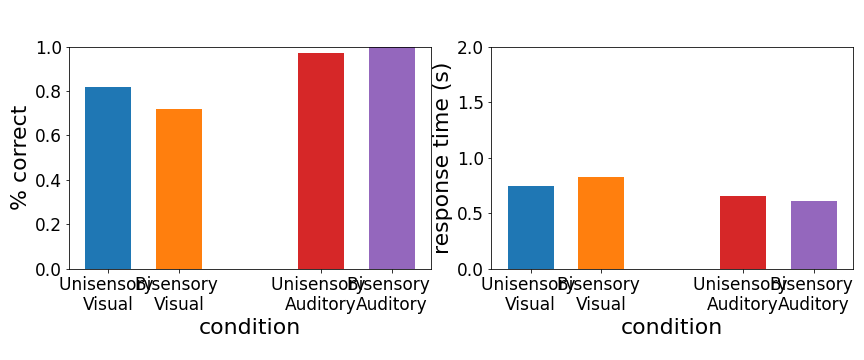 % correct
1.0
0.8
0.6
0.4
0.2
0.0
Unisensory Bisensory Unisensory Bisensory
Visual Visual Auditory Auditory
condition
response time (s)
2.0
1.5
1.0
0.5
0.0
Unisensory Bisensory Unisensory Bisensory
Visual Visual Auditory Auditory
condition